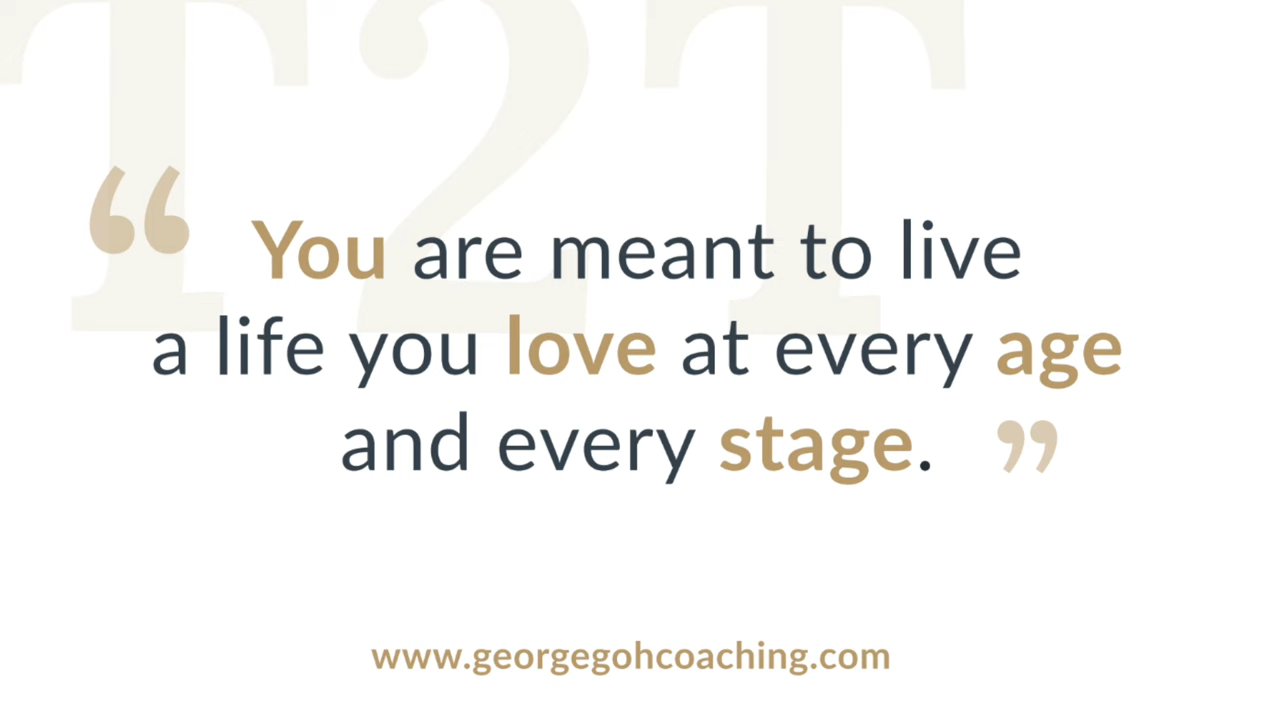 T2T
“ You are meant to live
a life you love at every age
and every stage. ”
www.georgegohcoaching.com